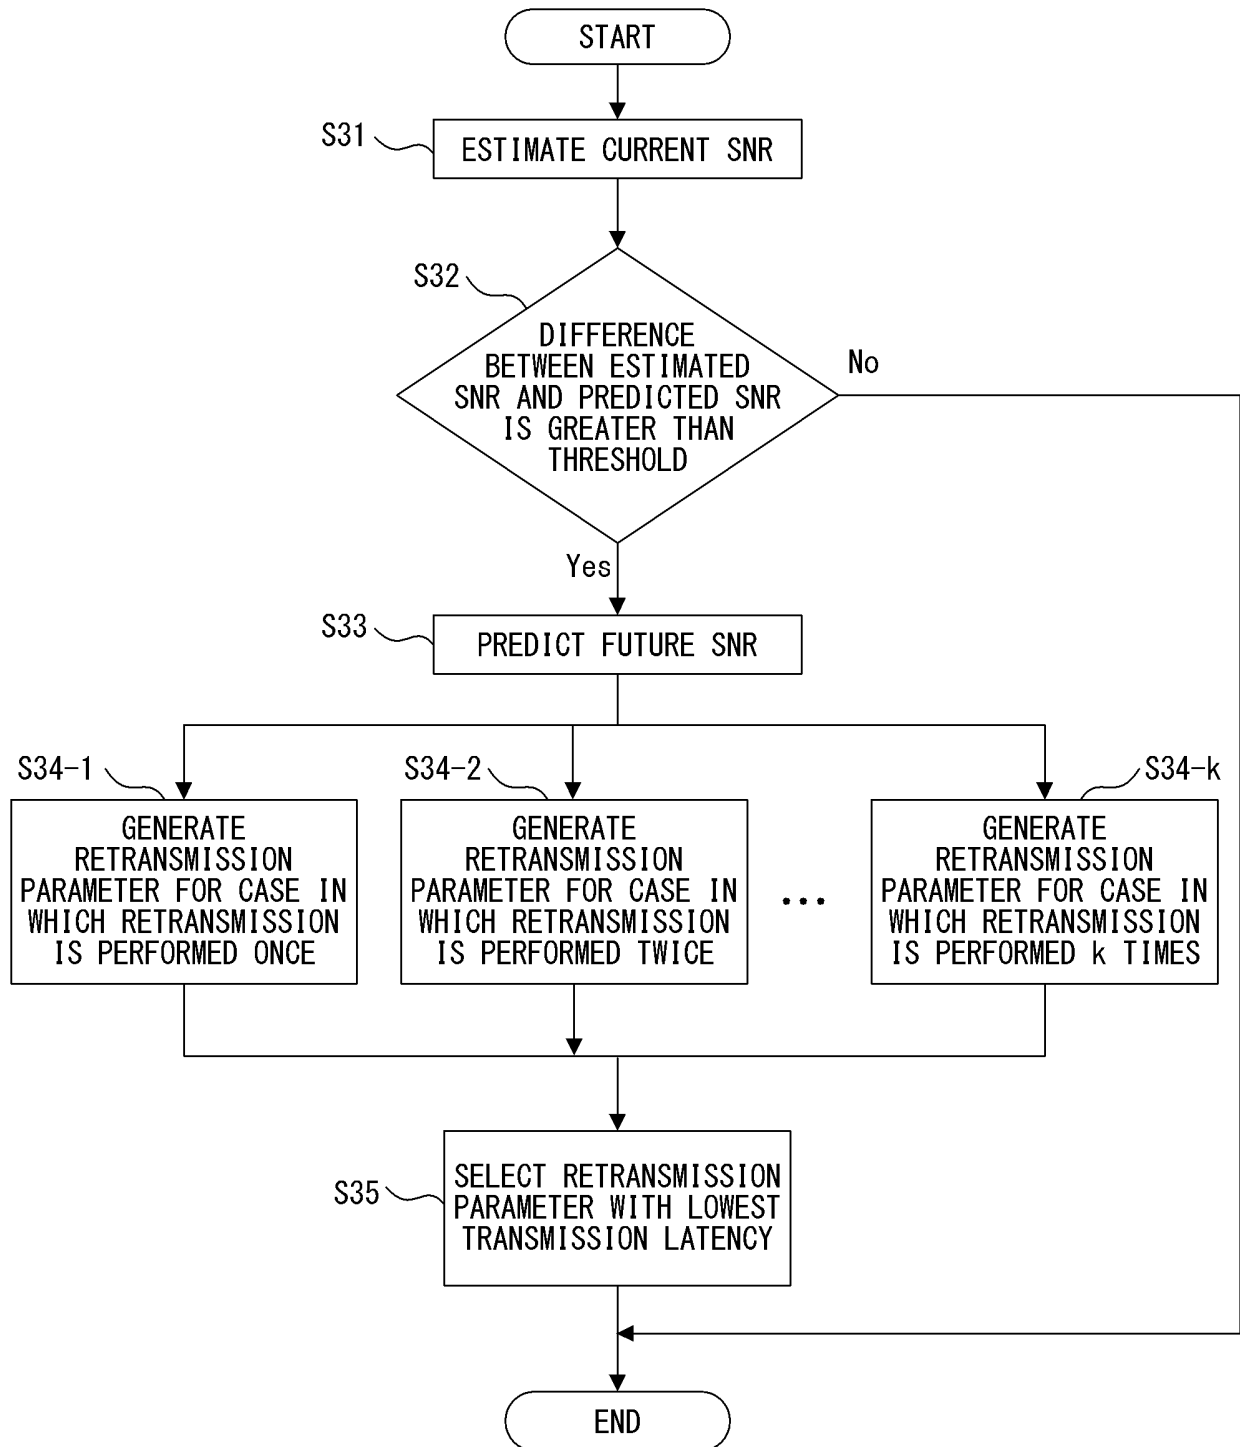 START
S31
ESTIMATE CURRENT SNR
S32
DIFFERENCE
BETWEEN ESTIMATED
SNR AND PREDICTED SNR
IS GREATER THAN
THRESHOLD
No
Yes
S33
PREDICT FUTURE SNR
S34-1
GENERATE
RETRANSMISSION
PARAMETER FOR CASE IN
WHICH RETRANSMISSION
IS PERFORMED ONCE
S34-2
GENERATE
RETRANSMISSION
PARAMETER FOR CASE IN
WHICH RETRANSMISSION
IS PERFORMED TWICE
...
S34-k
GENERATE
RETRANSMISSION
PARAMETER FOR CASE IN
WHICH RETRANSMISSION
IS PERFORMED k TIMES
S35
SELECT RETRANSMISSION
PARAMETER WITH LOWEST
TRANSMISSION LATENCY
END